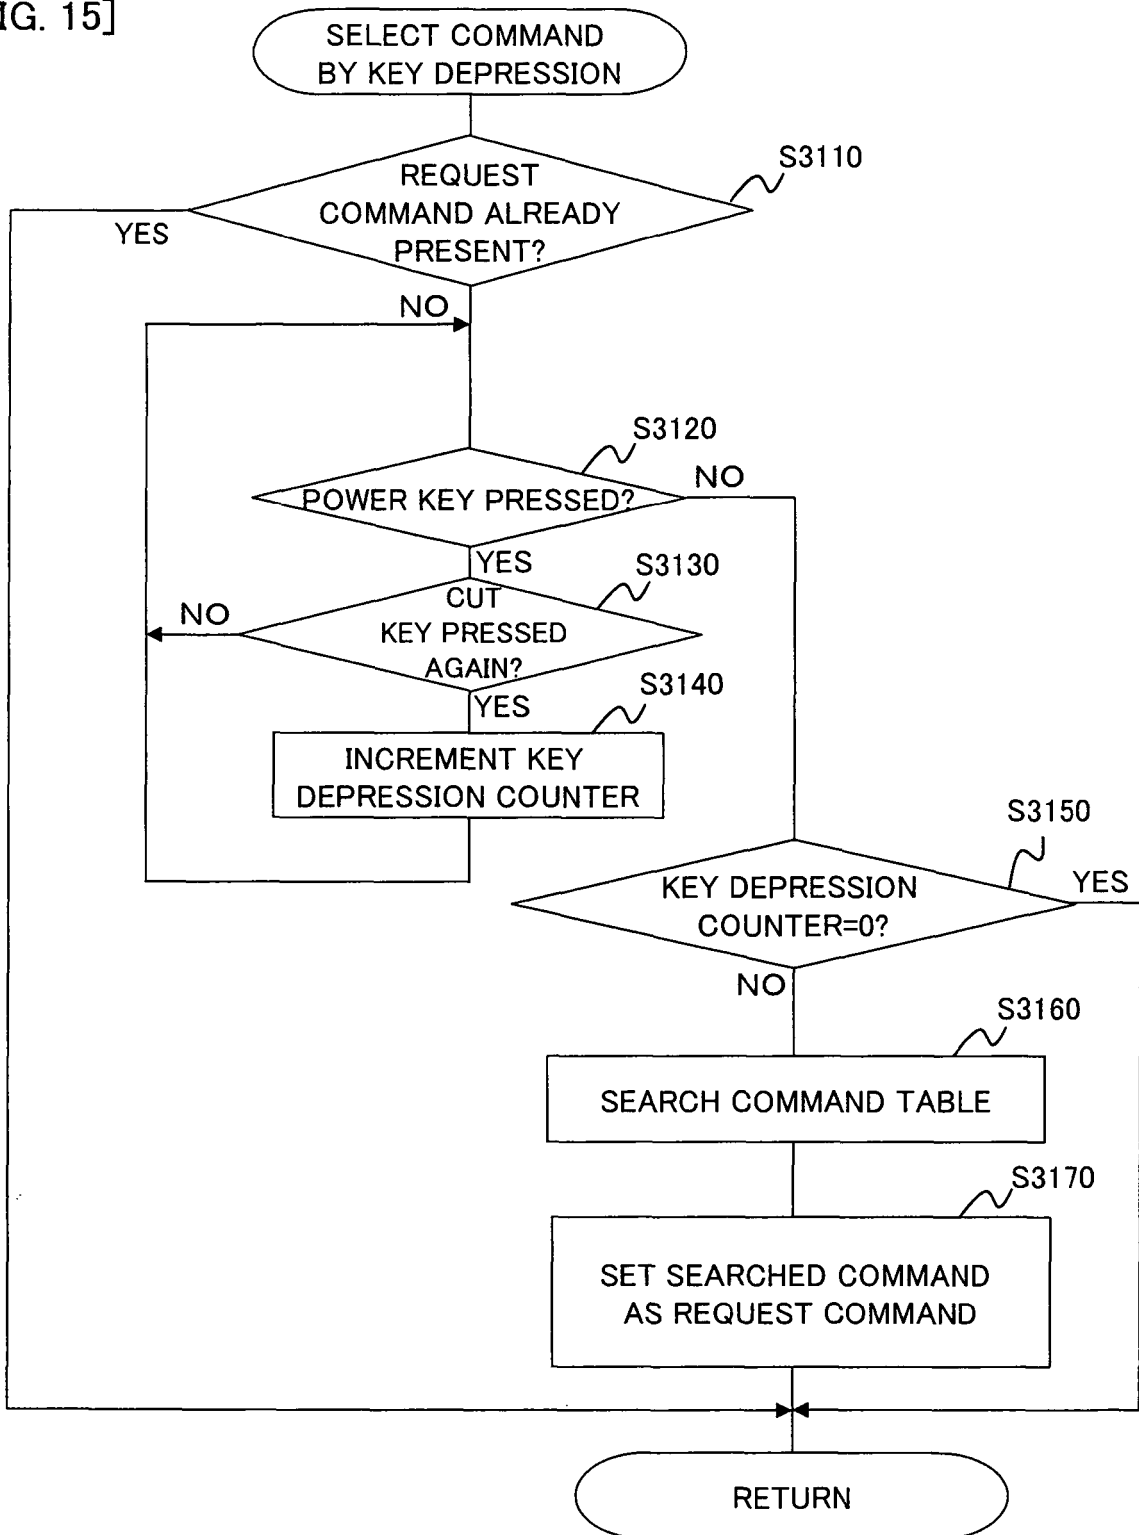 IG. 15]
SELECT COMMAND
BY KEY DEPRESSION
S3110
REQUEST
COMMAND ALREADY
PRESENT?
YES
NO
S3120
NO
POWER KEY PRESSED?
YES
S3130
CUT
NO
KEY PRESSED
AGAIN?
S3140
YES
INCREMENT KEY
DEPRESSION COUNTER
S3150
YES
KEY DEPRESSION
COUNTER=0?
NO
S3160
SEARCH COMMAND TABLE
S3170
SET SEARCHED COMMAND
AS REQUEST COMMAND
RETURN